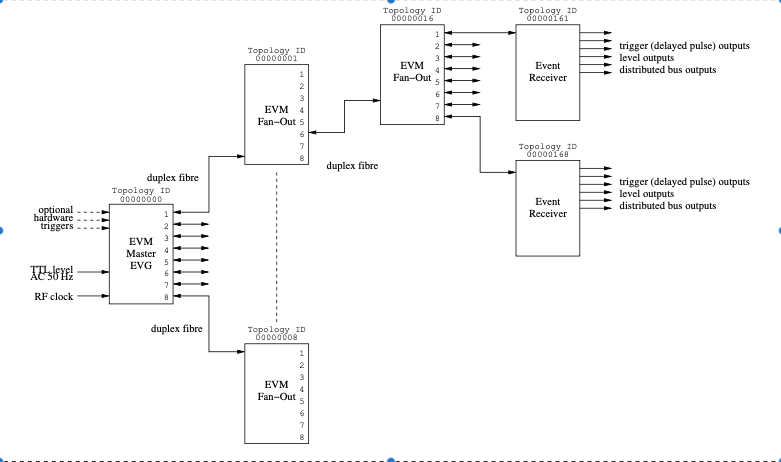 Topology ID
00000016
1
2
3
4
5
6
7
8
EVM
Fan-Out
Topology ID
00000161
Event
Receiver
trigger (delayed pulse) outputs
level outputs
distributed bus outputs
Topology ID
00000001
1
2
3
4
5
6
7
8
EVM
Fan-Out
duplex fibre
duplex fibre
Topology ID
00000168
Event
Receiver
trigger (delayed pulse) outputs
level outputs
distributed bus outputs
Topology ID
00000000
optional
hardware
triggers
TTL level
AC 50 Hz
RF clock
EVM
Master
EVG
1
2
3
4
5
6
7
8
duplex fibre
Topology ID
00000008
1
2
3
4
5
6
7
8
EVM
Fan-Out